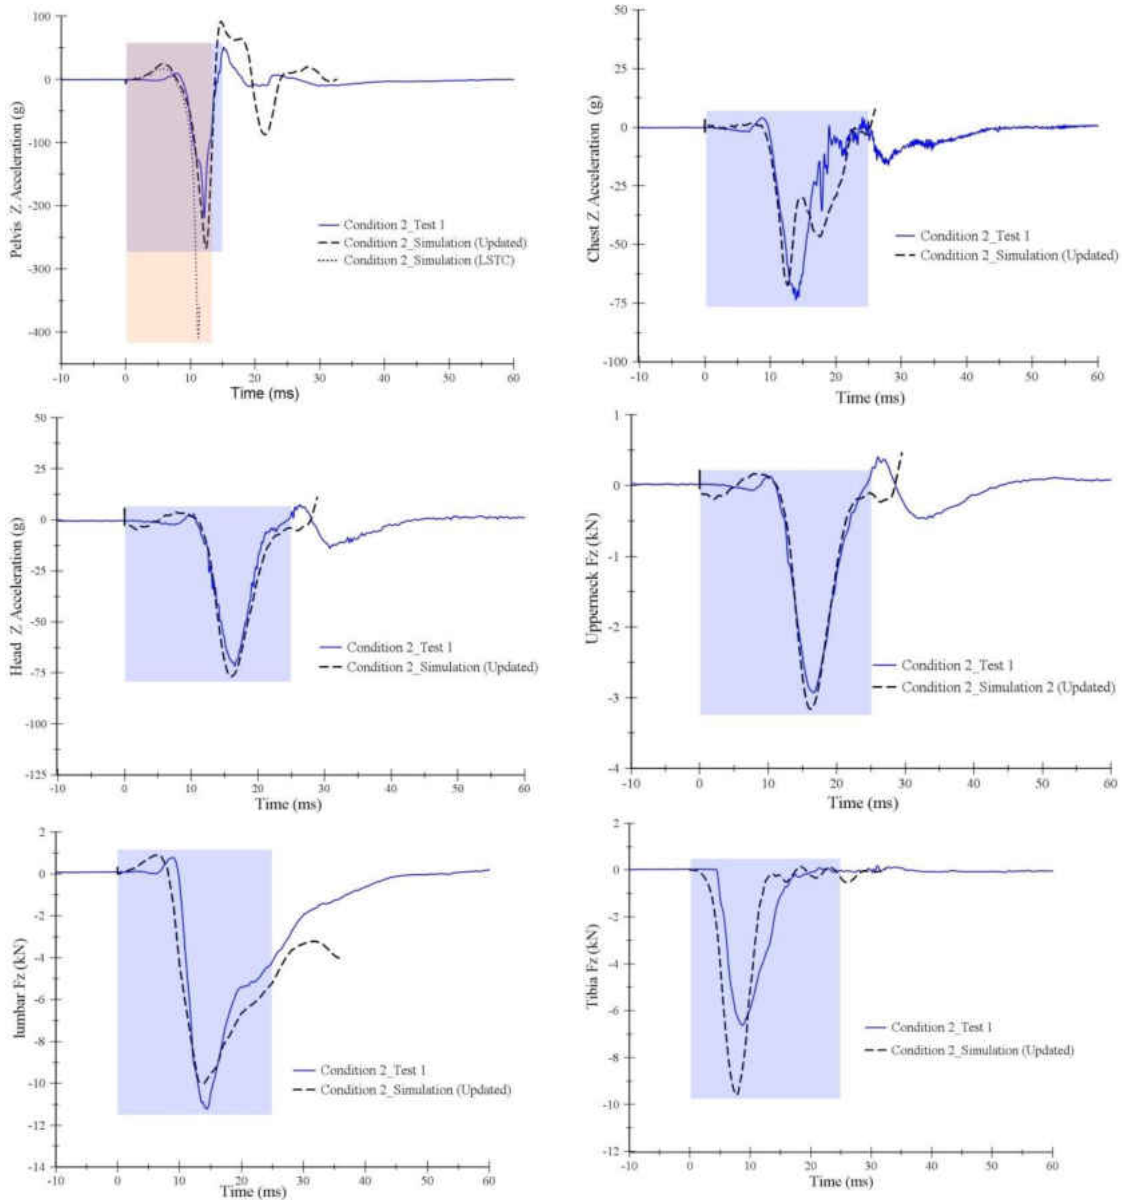 100
0
-100
-200
-300
-400
Pelvis Z Acceleration (g)
Condition 2_Test 1
Condition 2_Simulation (Updated)
Condition 2_Simulation (LSTC)
-10 0 10 20 30 40 50 60
Time (ms)
50
25
0
-25
-50
-75
-100
Chest Z Acceleration (g)
Condition 2_Test 1
Condition 2_Simulation (Updated)
-10 0 10 20 30 40 50 60
Time (ms)
50
25
0
-25
-50
-75
-100
-125
Head Z Acceleration (g)
Condition 2_Test 1
Condition 2_Simulation (Updated)
-10 0 10 20 30 40 50 60
Time (ms)
1
0
-1
-2
-3
-4
Upperneck Fz (kN)
Condition 2_Test 1
Condition 2_Simulation 2 (Updated)
-10 0 10 20 30 40 50 60
Time (ms)
2
0
-2
-4
-6
-8
-10
-12
-14
lumbar Fz (kN)
Condition 2_Test 1
Condition 2_Simulation (Updated)
-10 0 10 20 30 40 50 60
Time (ms)
2
0
-2
-4
-6
-8
-10
-12
Tibia Fz (kN)
Condition 2_Test 1
Condition 2_Simulation (Updated)
-10 0 10 20 30 40 50 60
Time (ms)